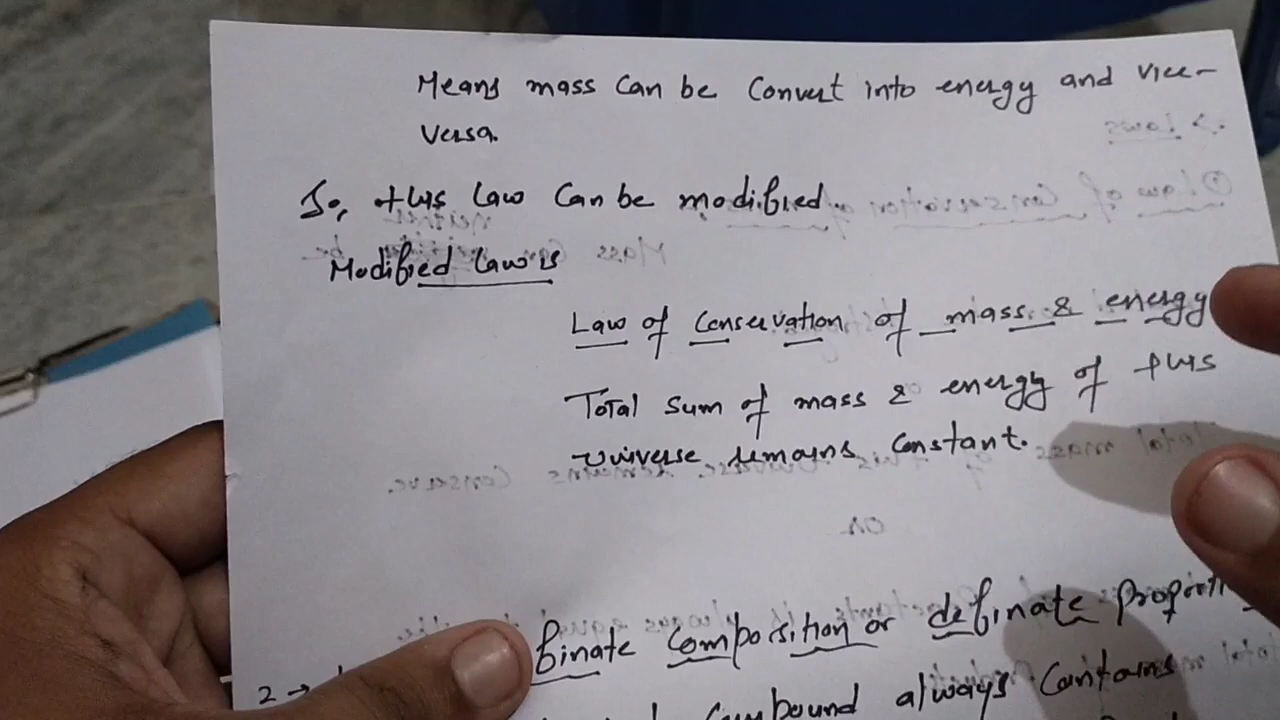 Means mass Can be Convert into energy and vice-
versa.
So, this Law Can be modified.
Modified Law is
Law of Conservation of mass & energy
Total Sum of mass & energy of this
universe remains Constant.
2 → finate Composition or definate Proporti
Compound always Contains